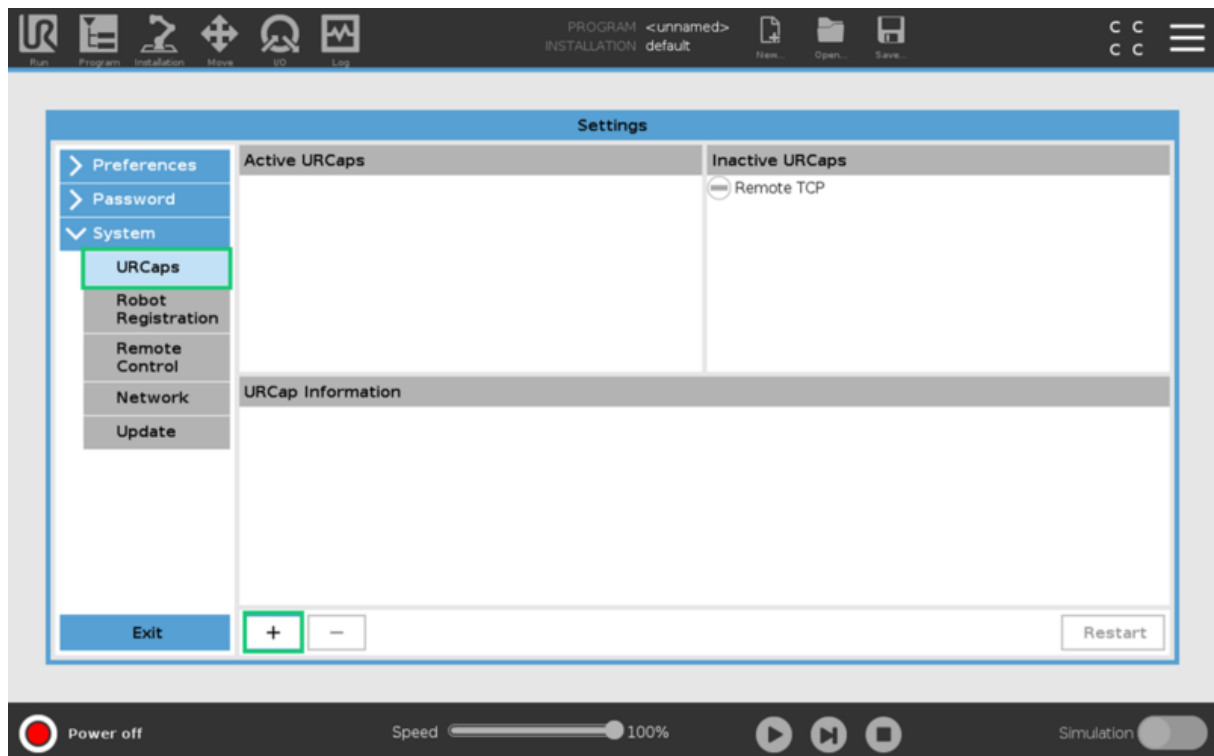 PROGRAM <unnamed>
INSTALLATION default
C C
C C
Run Program Installation Move I/O Log New... Open... Save...
Settings
Preferences
Password
System
URCaps
Robot
Registration
Remote
Control
Network
Update
Exit
Active URCaps
Inactive URCaps
Remote TCP
URCap Information
+ −
Restart
Power off
Speed 100%
Simulation